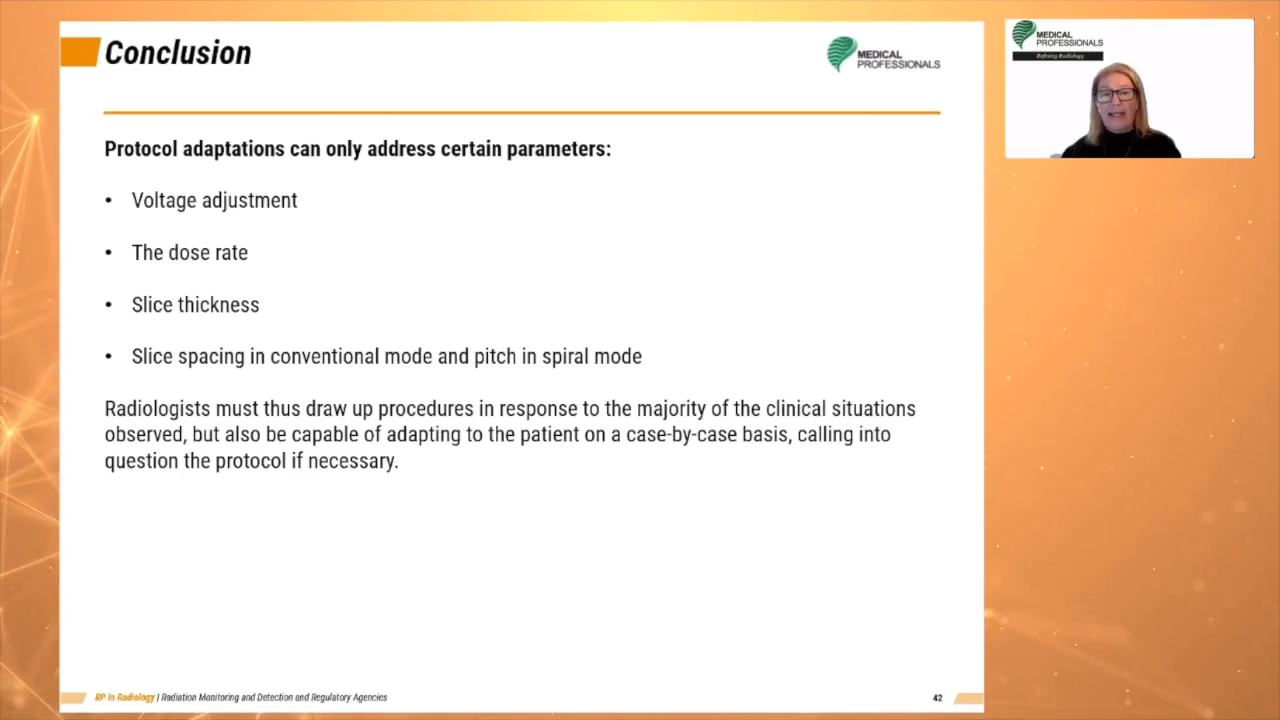 Conclusion
MEDICAL
PROFESSIONALS
MEDICAL
PROFESSIONALS
Refining Radiology
Protocol adaptations can only address certain parameters:
• Voltage adjustment
• The dose rate
• Slice thickness
• Slice spacing in conventional mode and pitch in spiral mode
Radiologists must thus draw up procedures in response to the majority of the clinical situations
observed, but also be capable of adapting to the patient on a case-by-case basis, calling into
question the protocol if necessary.
RP in Radiology | Radiation Monitoring and Detection and Regulatory Agencies
42